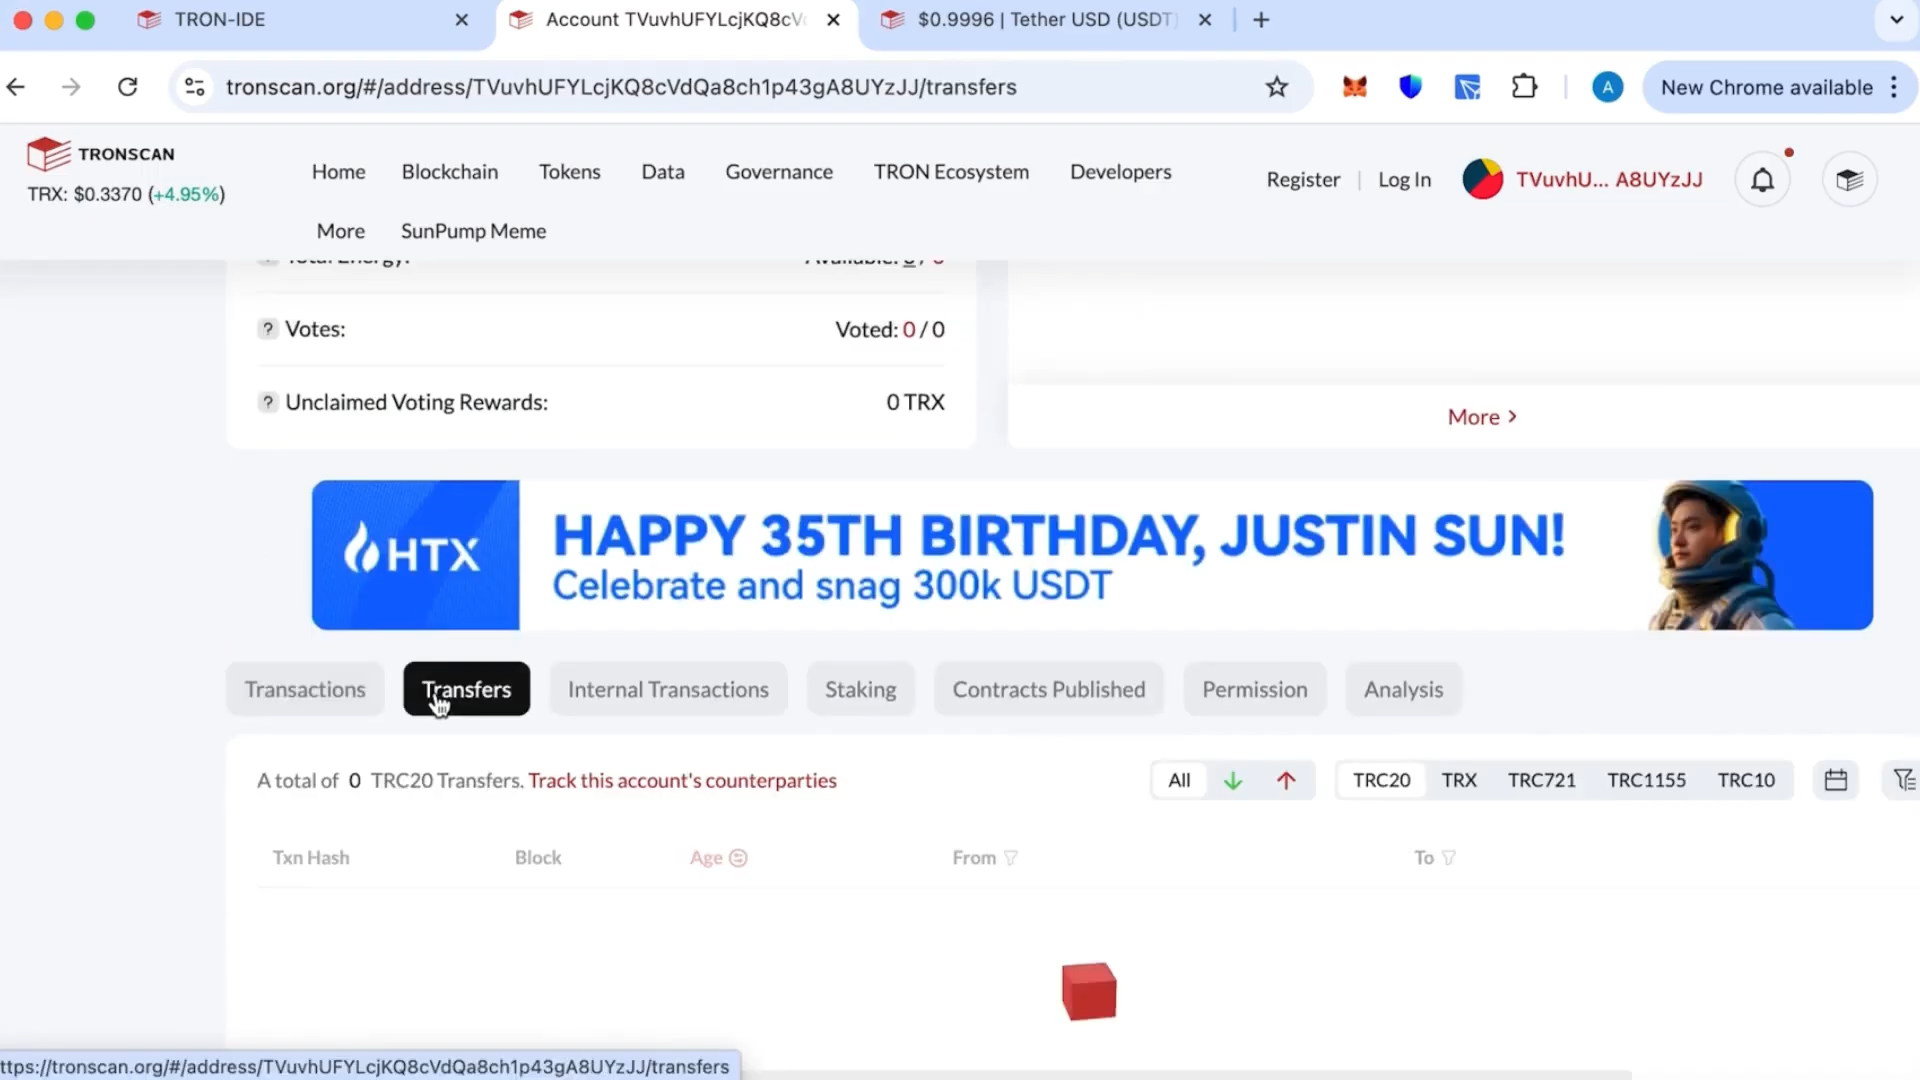 TRON-IDE
Account TVuvhUFYLcjKQ8cV
$0.9996 | Tether USD (USDT)
tronscan.org/#/address/TVuvhUFYLcjKQ8cVdQa8ch1p43gA8UYzJJ/transfers
A
New Chrome available
TRONSCAN
TRX: $0.3370 (+4.95%)
Home
Blockchain
Tokens
Data
Governance
TRON Ecosystem
Developers
More
SunPump Meme
Register | Log In
TVuvhU... A8UYzJJ
Total Energy:
Available: 0 / 0
? Votes:
Voted: 0 / 0
? Unclaimed Voting Rewards:
0 TRX
More >
HTX
HAPPY 35TH BIRTHDAY, JUSTIN SUN!
Celebrate and snag 300k USDT
Transactions
Transfers
Internal Transactions
Staking
Contracts Published
Permission
Analysis
A total of 0 TRC20 Transfers. Track this account's counterparties
All
TRC20
TRX
TRC721
TRC1155
TRC10
Txn Hash
Block
Age
From
To
ttps://tronscan.org/#/address/TVuvhUFYLcjKQ8cVdQa8ch1p43gA8UYzJJ/transfers